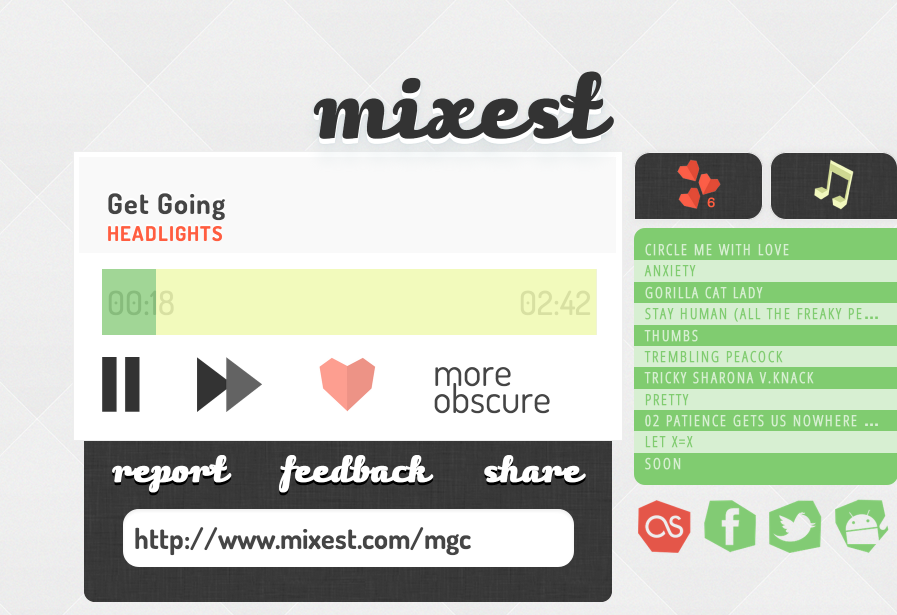 mixest
Get Going
HEADLIGHTS
00:18
02:42
more
obscure
report
feedback
share
http://www.mixest.com/mgc
6
CIRCLE ME WITH LOVE
ANXIETY
GORILLA CAT LADY
STAY HUMAN (ALL THE FREAKY PE...
THUMBS
TREMBLING PEACOCK
TRICKY SHARONA V.KNACK
PRETTY
02 PATIENCE GETS US NOWHERE ...
LET X=X
SOON